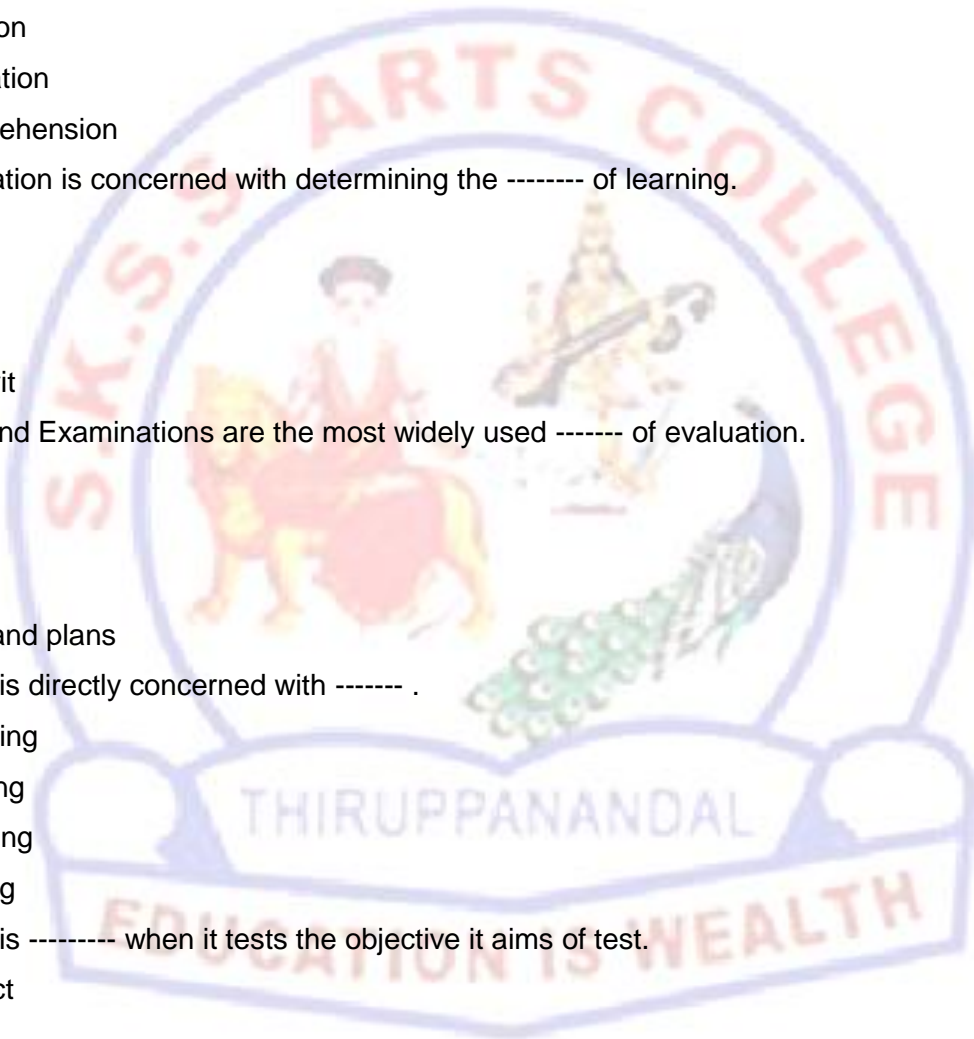 on
ation
ehension
ation is concerned with determining the -------- of learning.
it
nd Examinations are the most widely used ------- of evaluation.
and plans
is directly concerned with ------- .
ing
ng
ng
g
is --------- when it tests the objective it aims of test.
ct
S.K.S.S. ARTS COLLEGE
THIRUPPANANDAL
EDUCATION IS WEALTH